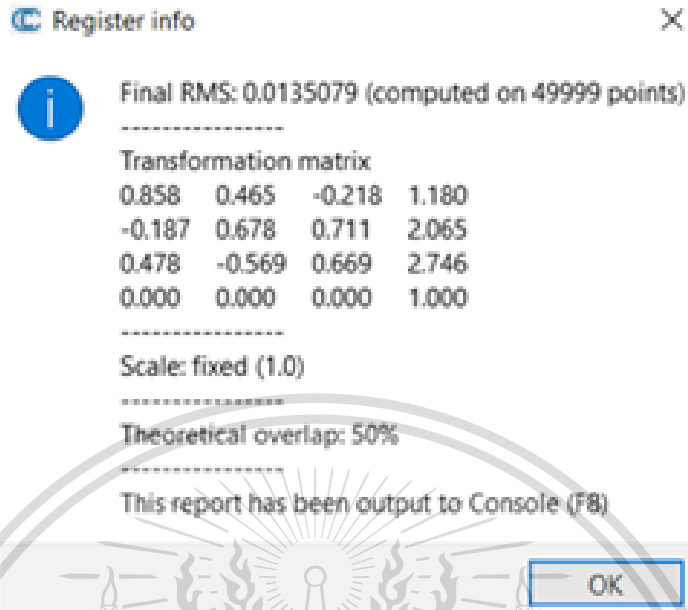 Register info
Final RMS: 0.0135079 (computed on 49999 points)
----------------
Transformation matrix
0.858 0.465 -0.218 1.180
-0.187 0.678 0.711 2.065
0.478 -0.569 0.669 2.746
0.000 0.000 0.000 1.000
----------------
Scale: fixed (1.0)
----------------
Theoretical overlap: 50%
----------------
This report has been output to Console (F8)
OK